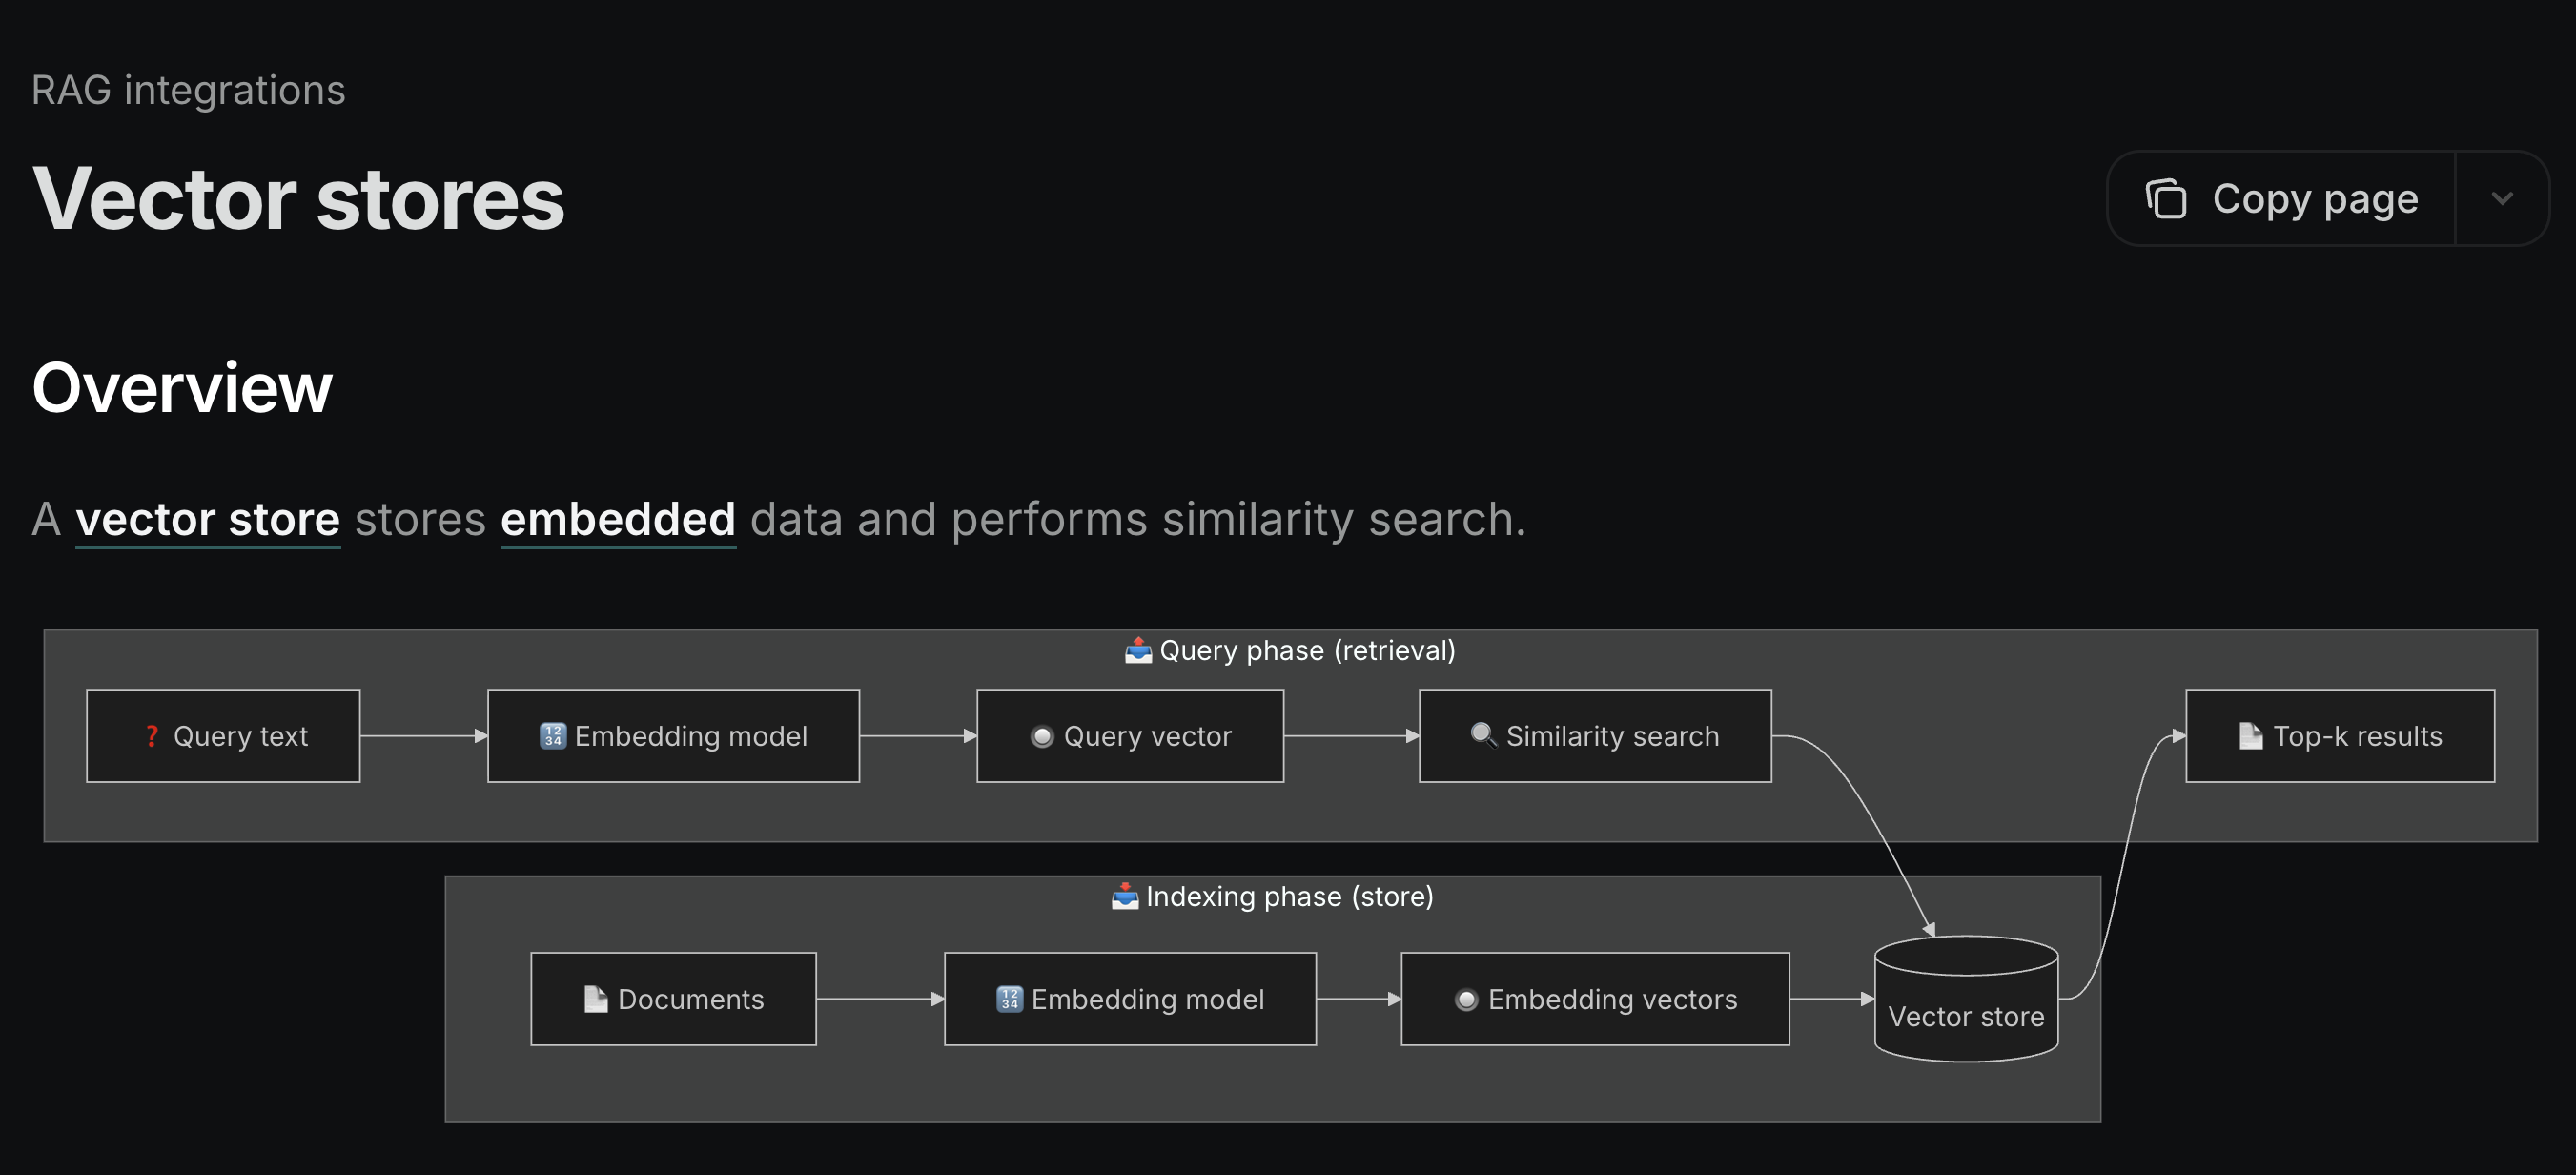 RAG integrations
Vector stores
Copy page
Overview
A vector store stores embedded data and performs similarity search.
📤 Query phase (retrieval)
❓ Query text
🔢 Embedding model
🔘 Query vector
🔍 Similarity search
📄 Top-k results
📥 Indexing phase (store)
📄 Documents
🔢 Embedding model
🔘 Embedding vectors
Vector store